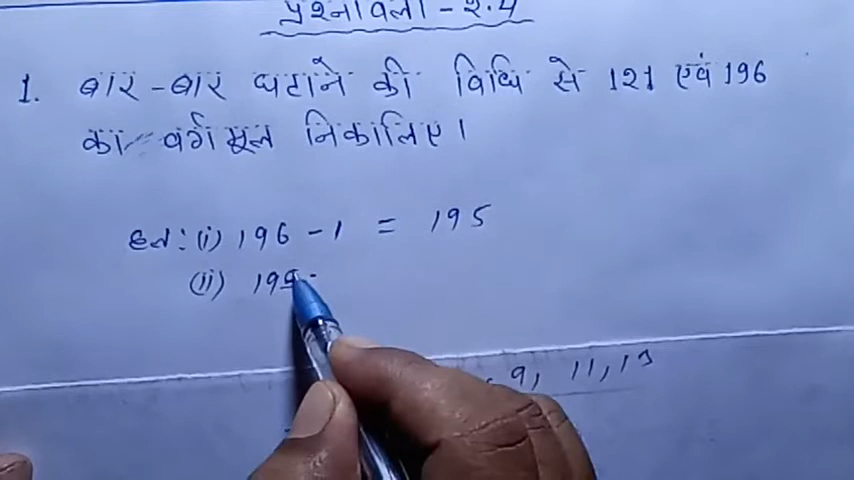 प्रश्नावली - 2.4
1. बार-बार घटाने की विधि से 121 एवं 196
का वर्गमूल निकालिए।
हल: (i) 196 - 1 = 195
(ii) 195 -
9, 11, 13